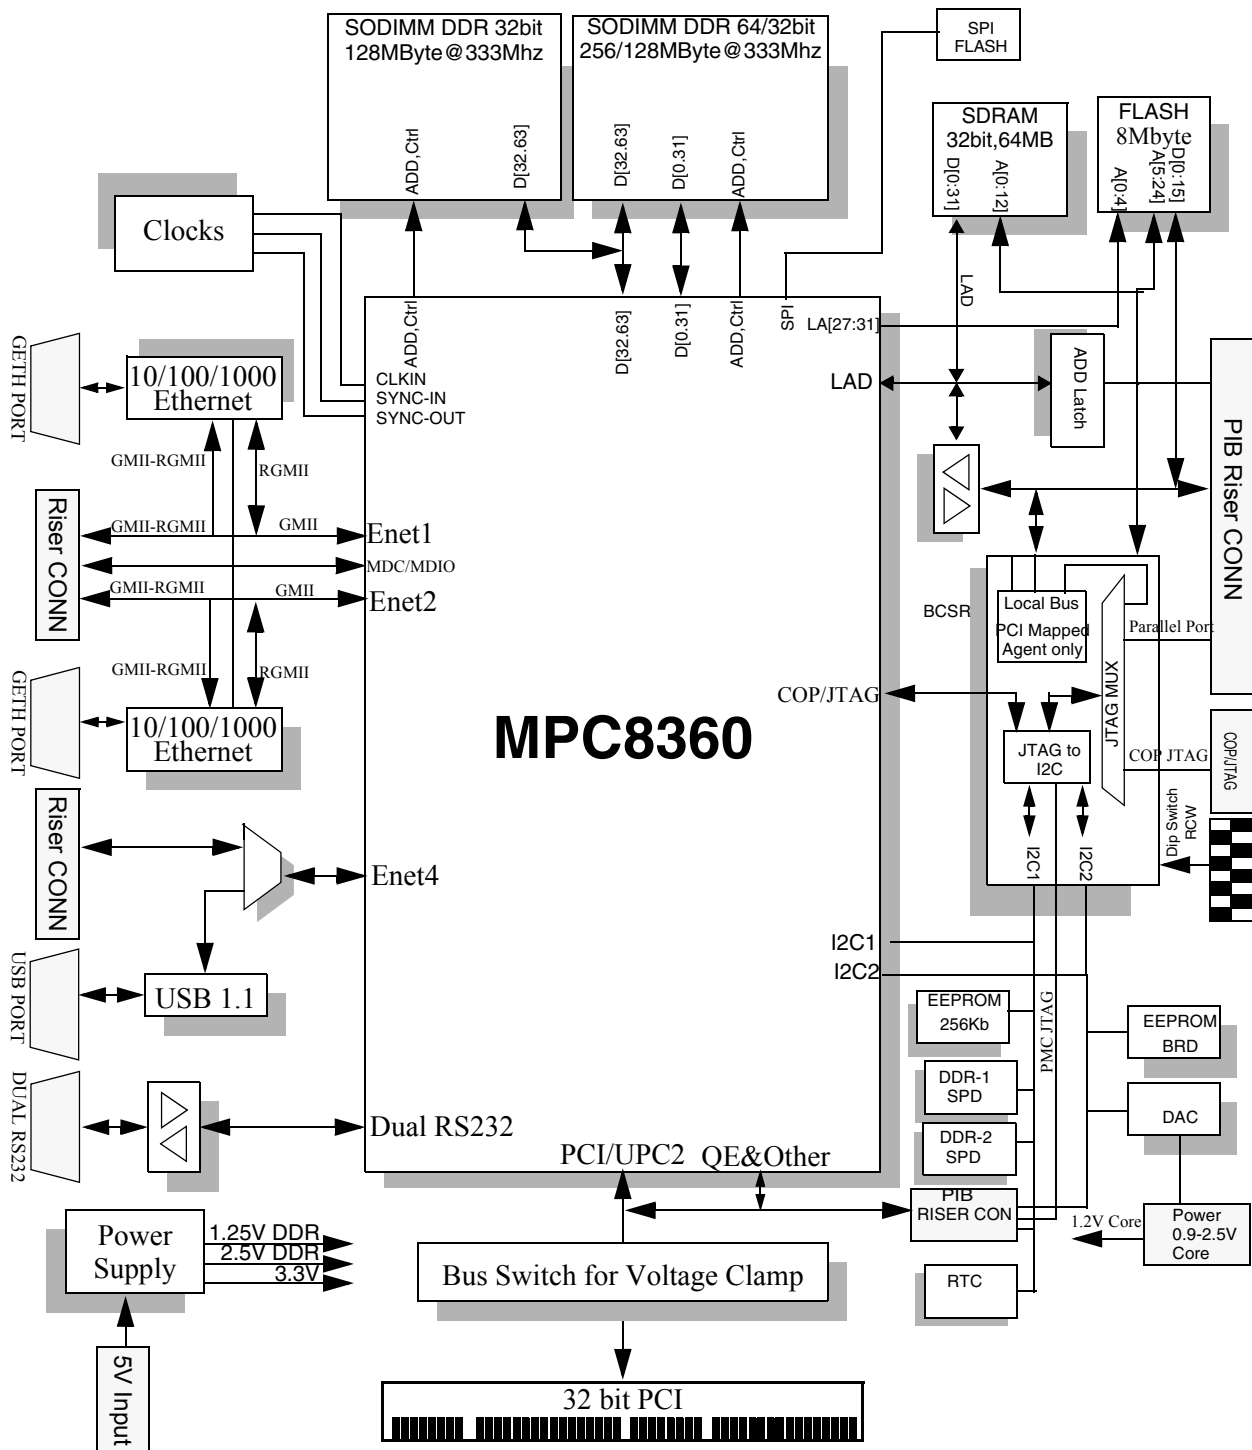 SODIMM DDR 32bit
128MByte@333Mhz
ADD,Ctrl
D[32.63]
SODIMM DDR 64/32bit
256/128MByte@333Mhz
D[32.63]
D[0.31]
ADD,Ctrl
SPI
FLASH
SDRAM
32bit,64MB
D[0:31]
A[0:12]
FLASH
8Mbyte
A[0:4]
A[5:24]
D[0:15]
Clocks
ADD,Ctrl
D[32.63]
D[0.31]
ADD,Ctrl
SPI
LA[27:31]
LAD
LAD
ADD Latch
PIB Riser CONN
CLKIN
SYNC-IN
SYNC-OUT
GETH PORT
10/100/1000
Ethernet
GMII-RGMII
RGMII
Riser CONN
GMII-RGMII
GMII
Enet1
MDC/MDIO
GMII-RGMII
GMII
Enet2
GMII-RGMII
RGMII
GETH PORT
10/100/1000
Ethernet
MPC8360
BCSR
Local Bus
PCI Mapped
Agent only
JTAG MUX
Parallel Port
COP/JTAG
JTAG to
I2C
COP JTAG
COP/JTAG
Dip Switch
RCW
I2C1
I2C2
Riser CONN
Enet4
USB PORT
USB 1.1
I2C1
I2C2
EEPROM
256Kb
PMC JTAG
EEPROM
BRD
DDR-1
SPD
DAC
DDR-2
SPD
DUAL RS232
Dual RS232
PCI/UPC2
QE&Other
PIB
RISER CON
1.2V Core
Power
0.9-2.5V
Core
RTC
Power
Supply
1.25V DDR
2.5V DDR
3.3V
5V Input
Bus Switch for Voltage Clamp
32 bit PCI